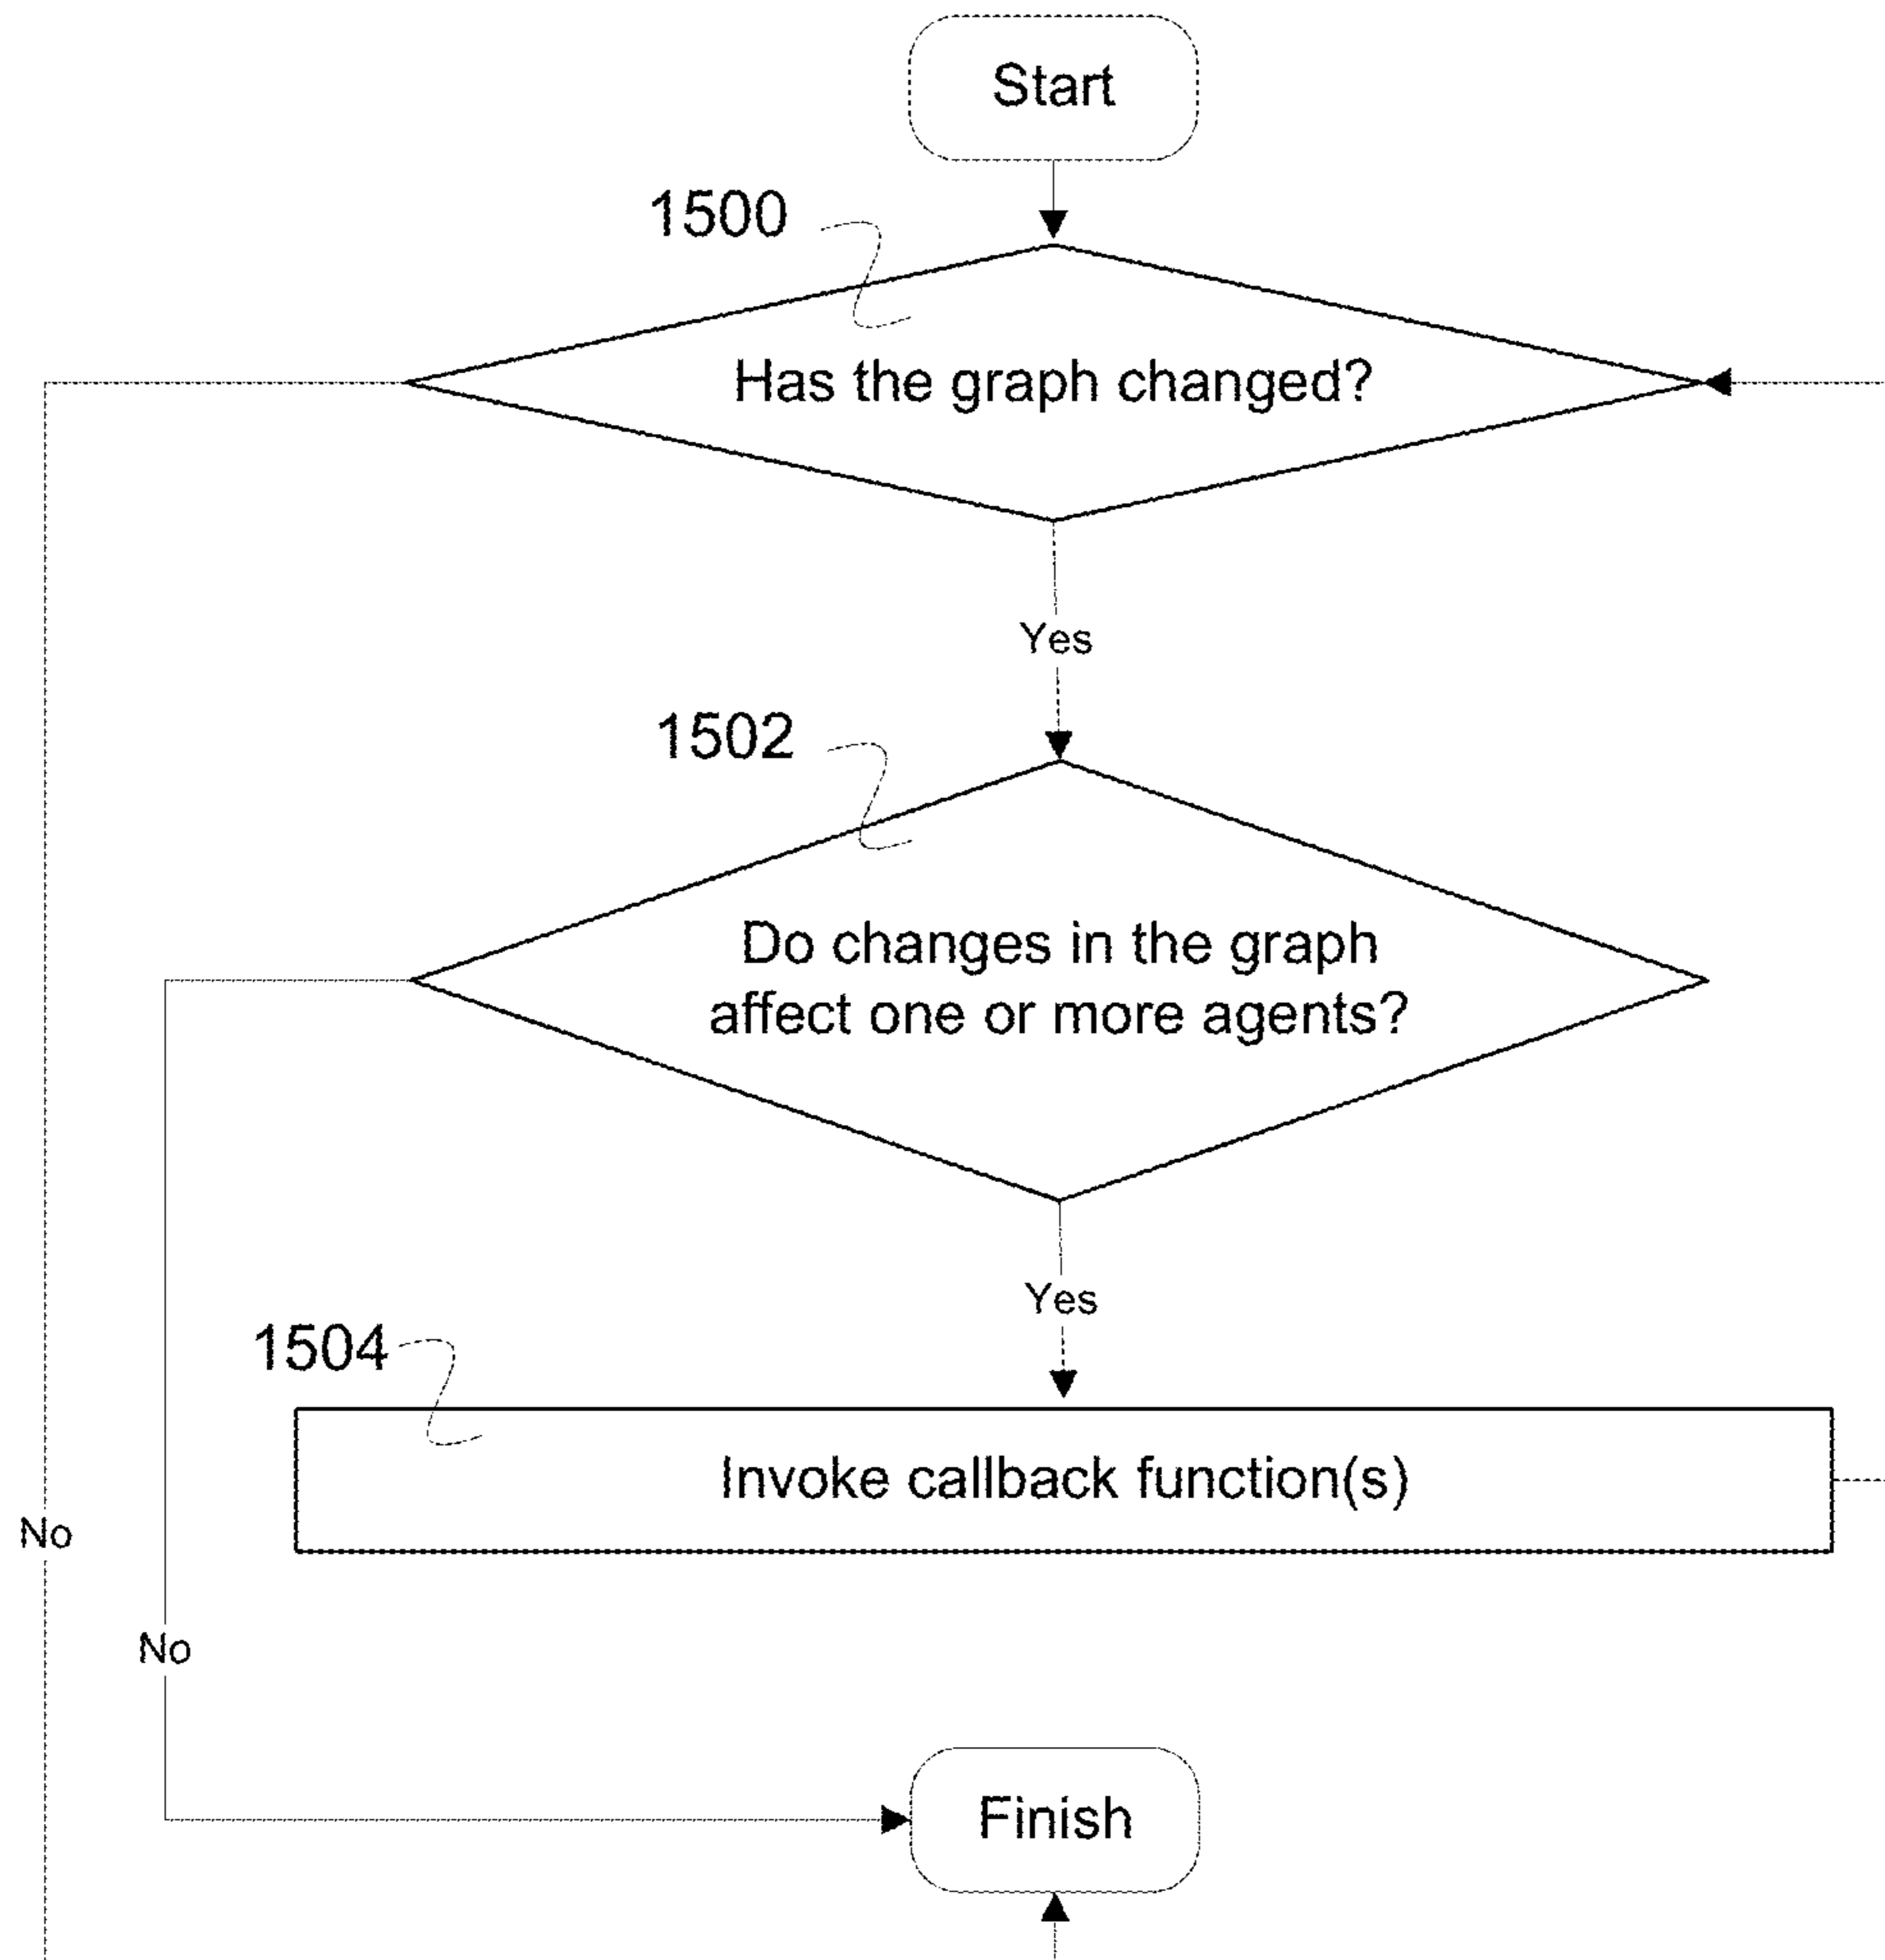 Start
1500
Has the graph changed?
Yes
1502
Do changes in the graph
affect one or more agents?
Yes
1504
Invoke callback function(s)
No
No
Finish